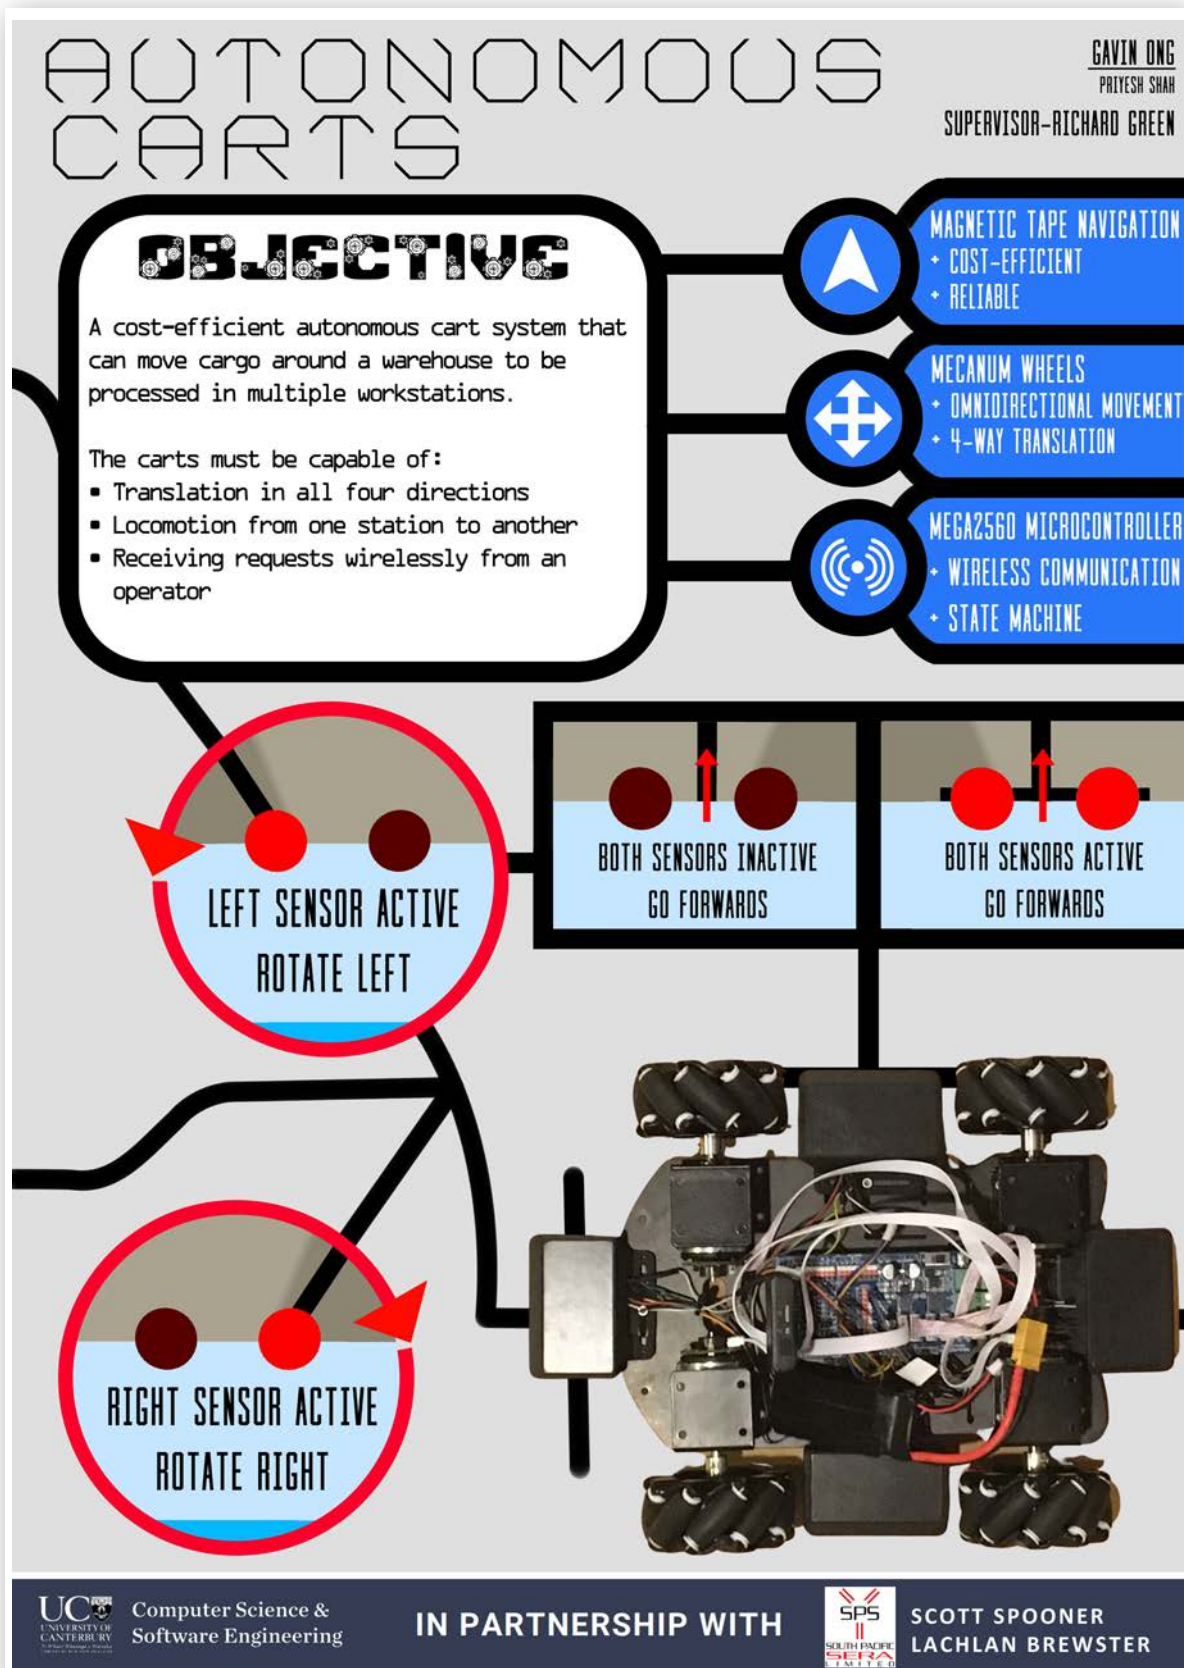 AUTONOMOUS
CARTS
GAVIN ONG
PRIYESH SHAH
SUPERVISOR-RICHARD GREEN
OBJECTIVE
A cost-efficient autonomous cart system that
can move cargo around a warehouse to be
processed in multiple workstations.
The carts must be capable of:
▪ Translation in all four directions
▪ Locomotion from one station to another
▪ Receiving requests wirelessly from an
operator
MAGNETIC TAPE NAVIGATION
+ COST-EFFICIENT
+ RELIABLE
MECANUM WHEELS
+ OMNIDIRECTIONAL MOVEMENT
+ 4-WAY TRANSLATION
MEGA2560 MICROCONTROLLER
+ WIRELESS COMMUNICATION
+ STATE MACHINE
LEFT SENSOR ACTIVE
ROTATE LEFT
BOTH SENSORS INACTIVE
GO FORWARDS
BOTH SENSORS ACTIVE
GO FORWARDS
RIGHT SENSOR ACTIVE
ROTATE RIGHT
UC
UNIVERSITY OF
CANTERBURY
Computer Science &
Software Engineering
IN PARTNERSHIP WITH
SPS
SOUTH PACIFIC
SERA
LIMITED
SCOTT SPOONER
LACHLAN BREWSTER